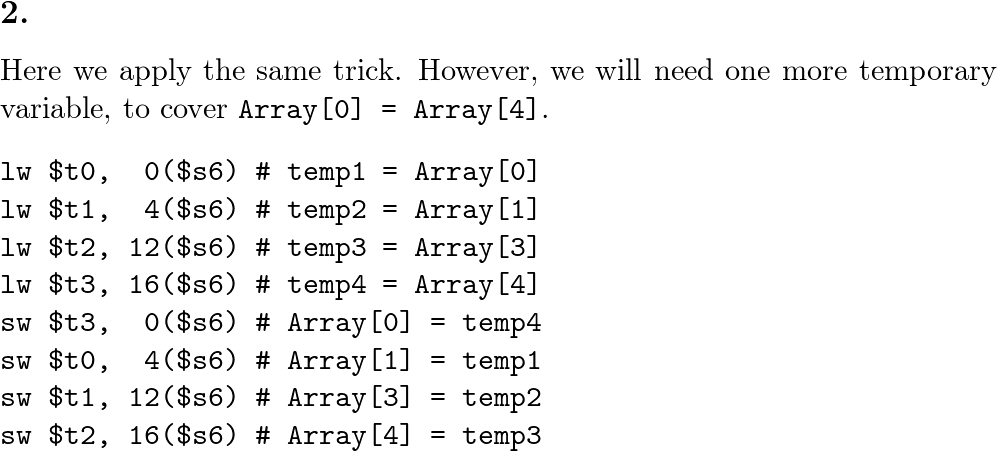 2.
Here we apply the same trick. However, we will need one more temporary
variable, to cover Array[0] = Array[4].
lw $t0,  0($s6) # temp1 = Array[0]
lw $t1,  4($s6) # temp2 = Array[1]
lw $t2, 12($s6) # temp3 = Array[3]
lw $t3, 16($s6) # temp4 = Array[4]
sw $t3,  0($s6) # Array[0] = temp4
sw $t0,  4($s6) # Array[1] = temp1
sw $t1, 12($s6) # Array[3] = temp2
sw $t2, 16($s6) # Array[4] = temp3